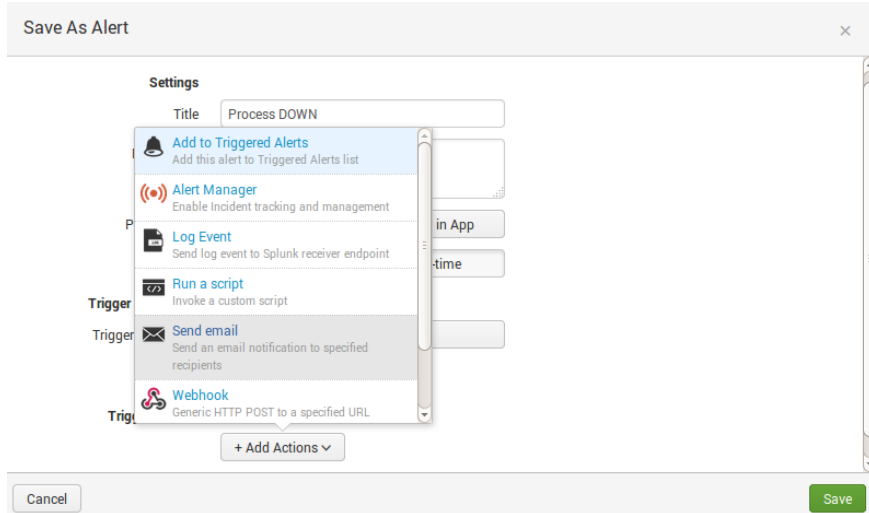 Save As Alert
×
Settings
Title
Process DOWN
Add to Triggered Alerts
Add this alert to Triggered Alerts list
Alert Manager
Enable Incident tracking and management
P
in App
Log Event
Send log event to Splunk receiver endpoint
-time
Run a script
Invoke a custom script
Trigger
Trigger
Send email
Send an email notification to specified
recipients
Webhook
Generic HTTP POST to a specified URL
Trig
+ Add Actions
Cancel
Save